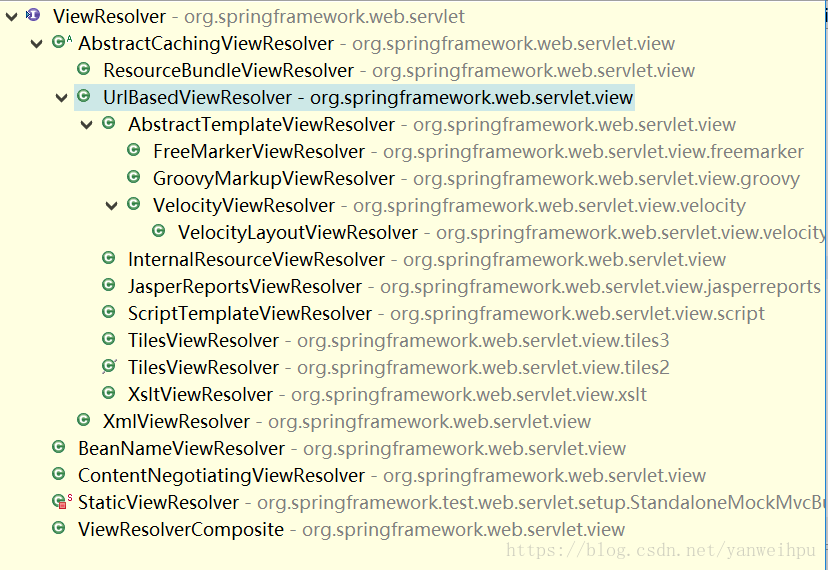 ViewResolver - org.springframework.web.servlet
AbstractCachingViewResolver - org.springframework.web.servlet.view
ResourceBundleViewResolver - org.springframework.web.servlet.view
UrlBasedViewResolver - org.springframework.web.servlet.view
AbstractTemplateViewResolver - org.springframework.web.servlet.view
FreeMarkerViewResolver - org.springframework.web.servlet.view.freemarker
GroovyMarkupViewResolver - org.springframework.web.servlet.view.groovy
VelocityViewResolver - org.springframework.web.servlet.view.velocity
VelocityLayoutViewResolver - org.springframework.web.servlet.view.velocity
InternalResourceViewResolver - org.springframework.web.servlet.view
JasperReportsViewResolver - org.springframework.web.servlet.view.jasperreports
ScriptTemplateViewResolver - org.springframework.web.servlet.view.script
TilesViewResolver - org.springframework.web.servlet.view.tiles3
TilesViewResolver - org.springframework.web.servlet.view.tiles2
XsltViewResolver - org.springframework.web.servlet.view.xslt
XmlViewResolver - org.springframework.web.servlet.view
BeanNameViewResolver - org.springframework.web.servlet.view
ContentNegotiatingViewResolver - org.springframework.web.servlet.view
StaticViewResolver - org.springframework.test.web.servlet.setup.StandaloneMockMvcBu
ViewResolverComposite - org.springframework.web.servlet.view
https://blog.csdn.net/yanweihpu